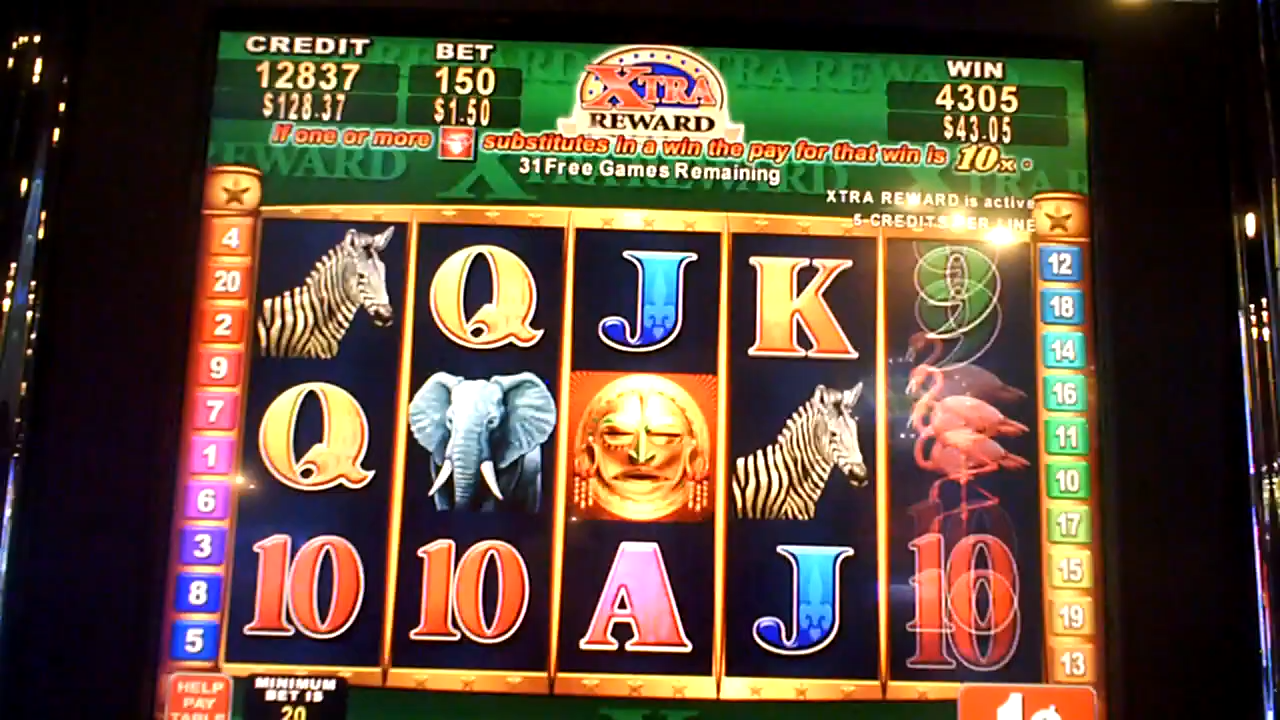 CREDIT
12837
$128.37
BET
150
$1.50
XTRA
REWARD
WIN
4305
$43.05
If one or more substitutes in a win the pay for that win is 10x.
31 Free Games Remaining
XTRA REWARD is active
5 CREDITS PER LINE
4
20
2
9
7
1
6
3
8
5
Q
J
K
9
Q
10
10
A
J
10
12
18
14
16
11
10
17
15
19
13
HELP
PAY
TABLE
MINIMUM
BET IS
20
1¢